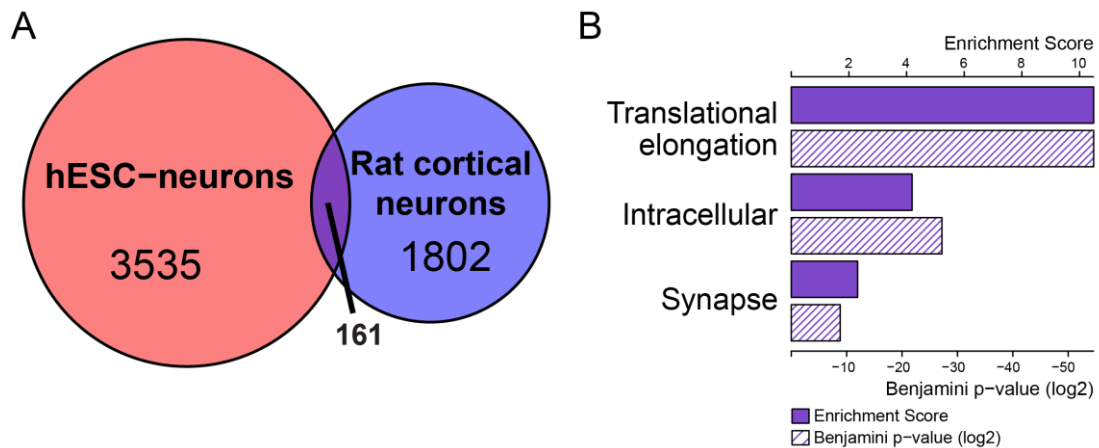 A
hESC−neurons
3535
Rat cortical
neurons
1802
161
B
Enrichment Score
2 4 6 8 10
Translational
elongation
Intracellular
Synapse
−10 −20 −30 −40 −50
Benjamini p-value (log2)
Enrichment Score
Benjamini p-value (log2)